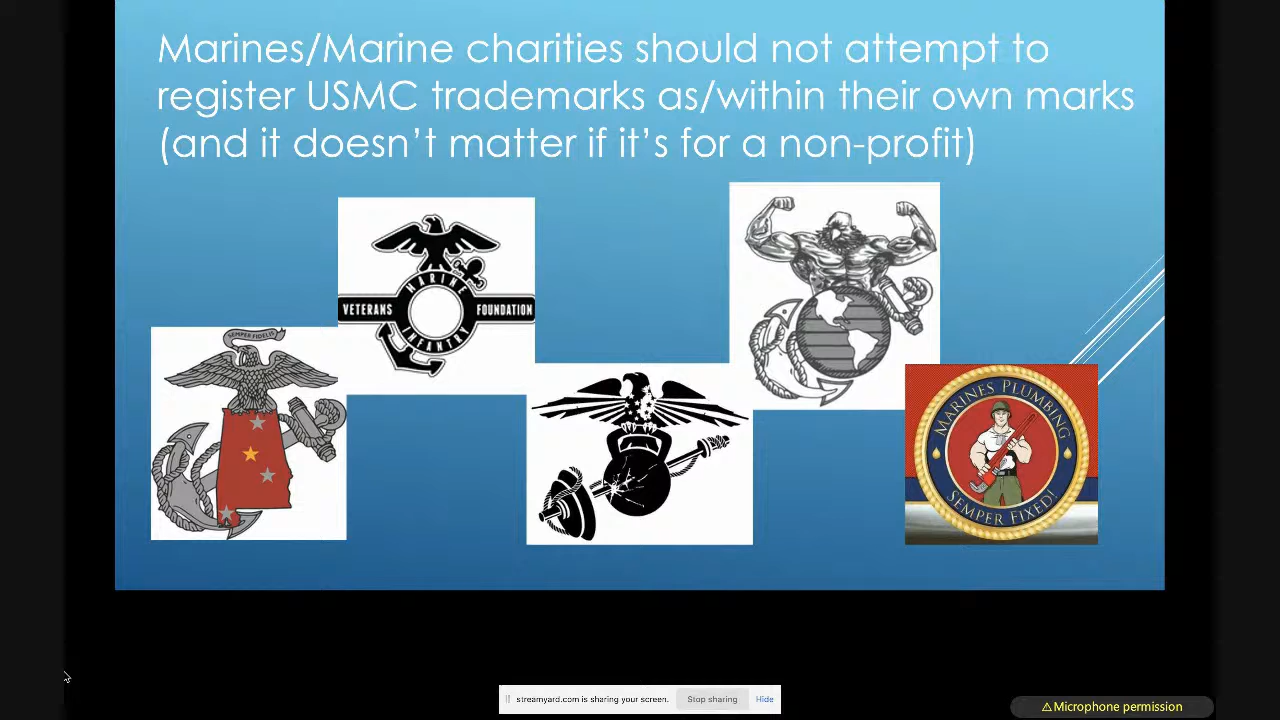 Marines/Marine charities should not attempt to
register USMC trademarks as/within their own marks
(and it doesn't matter if it's for a non-profit)
SEMPER FIDELIS
MARINE
VETERANS
FOUNDATION
INFANTRY
MARINES PLUMBING
SEMPER FIXED!
streamyard.com is sharing your screen.
Stop sharing
Hide
⚠Microphone permission